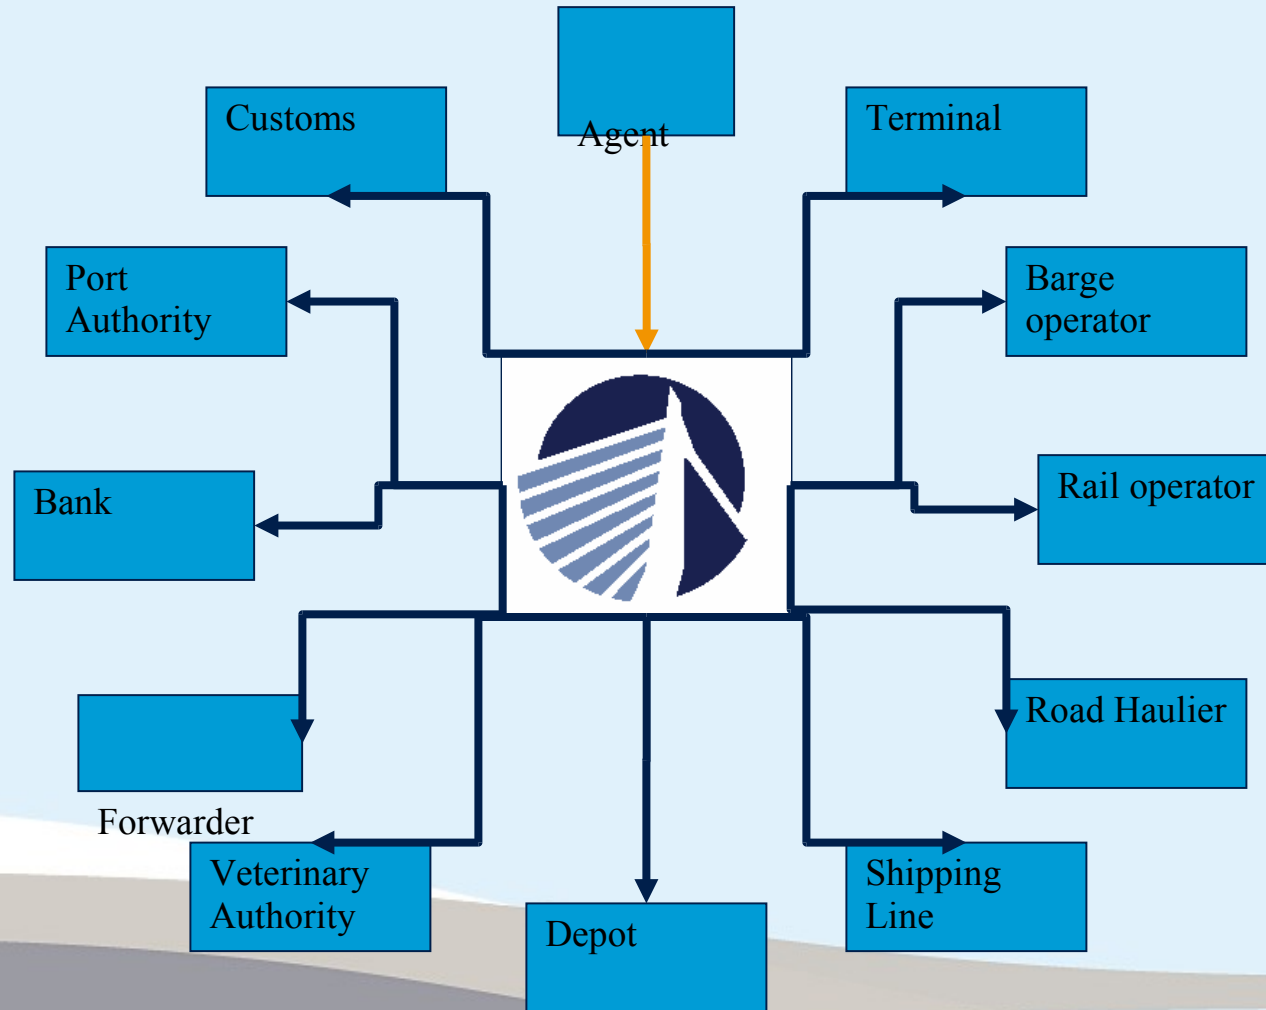 Agent
Customs
Terminal
Port
Authority
Barge
operator
Bank
Rail operator
Road Haulier
Forwarder
Veterinary
Authority
Shipping
Line
Depot